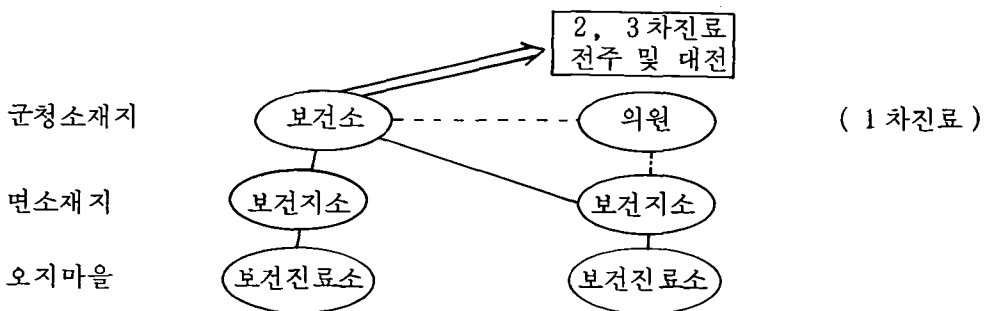 2, 3차진료
전주 및 대전
군청소재지 보건소 의원 ( 1차진료 )
면소재지 보건지소 보건지소
오지마을 보건진료소 보건진료소